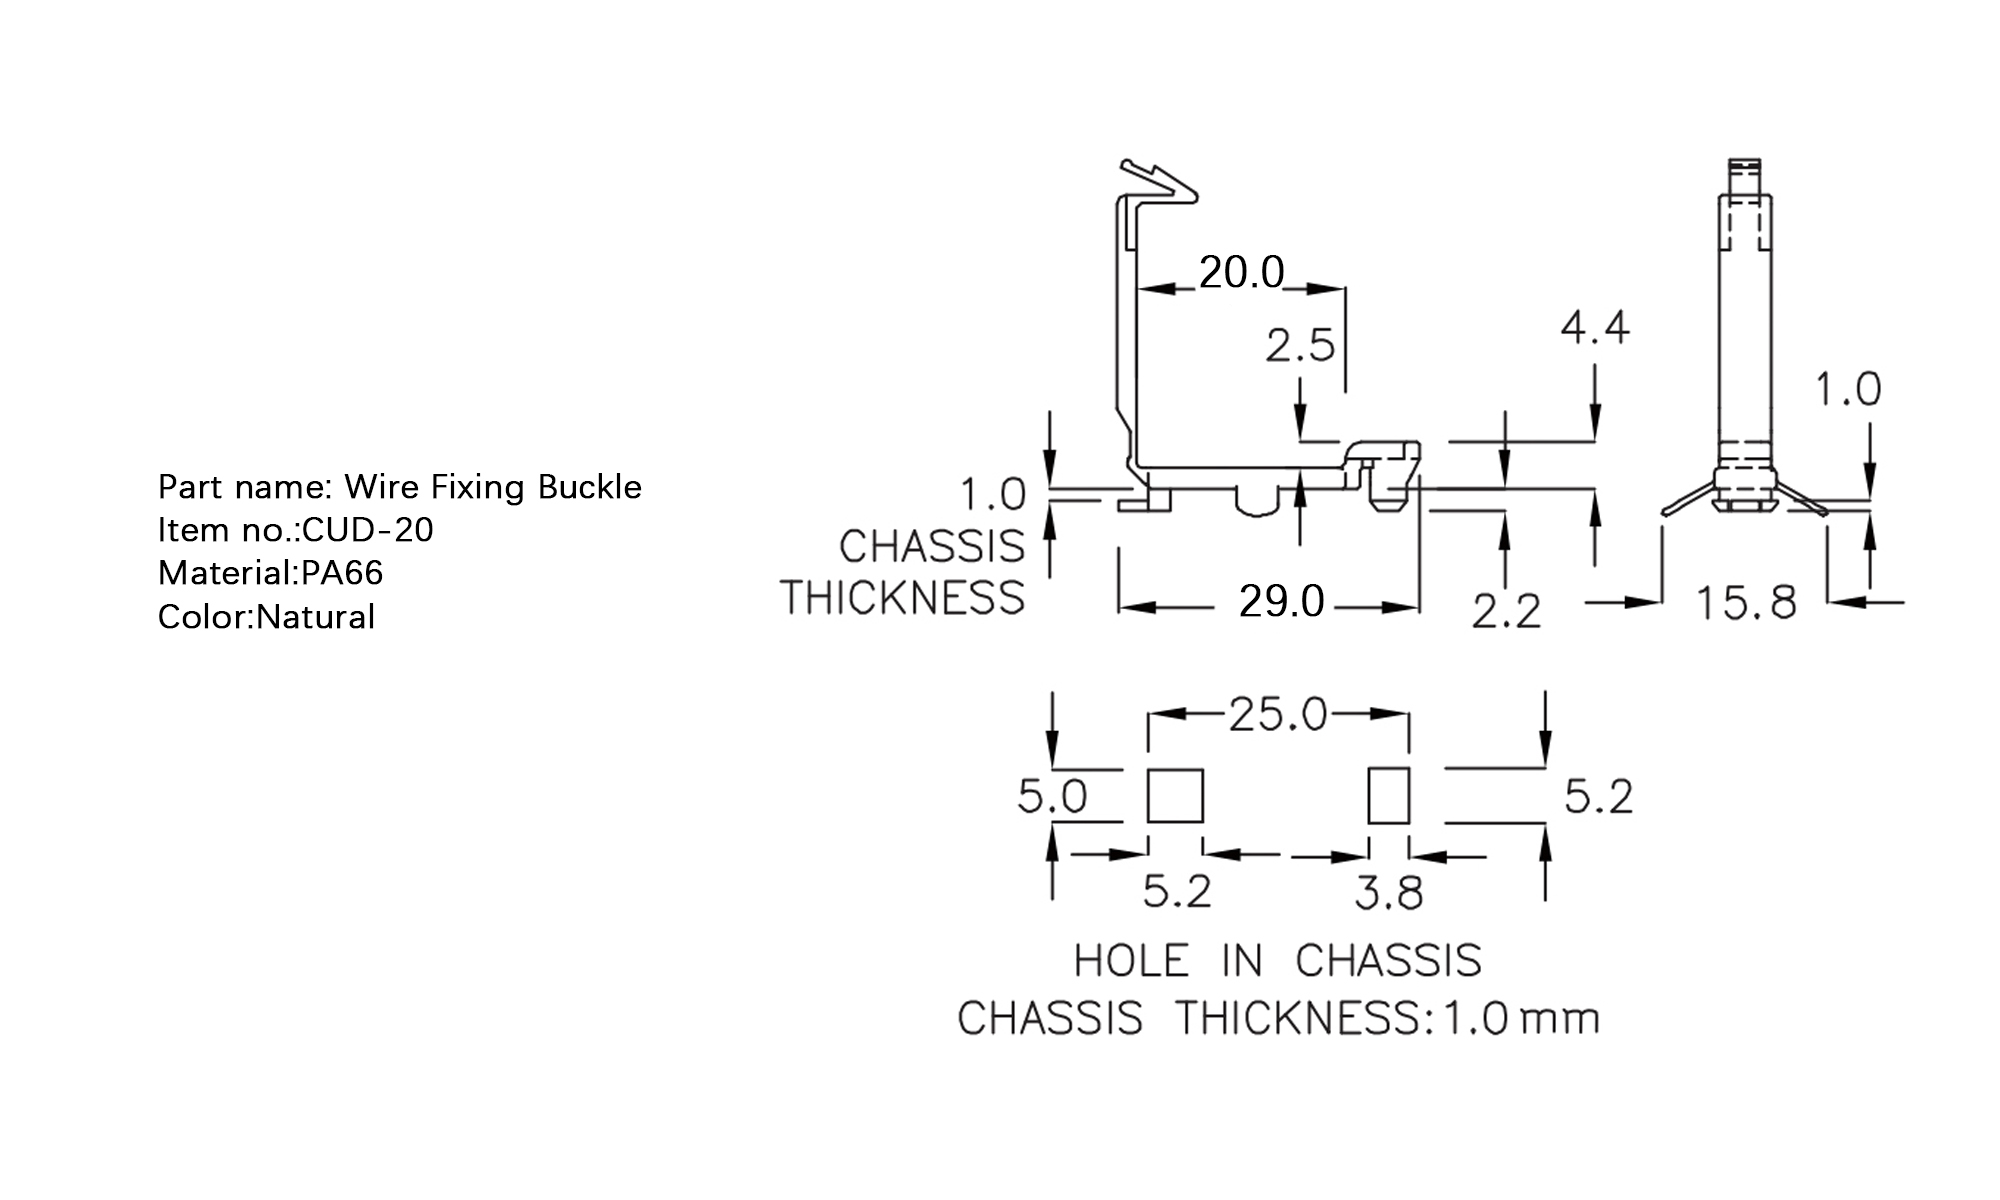 Part name: Wire Fixing Buckle
Item no.:CUD-20
Material:PA66
Color:Natural
20.0
2.5
4.4
1.0
1.0
CHASSIS
THICKNESS
29.0
2.2
15.8
25.0
5.0
5.2
5.2
3.8
HOLE IN CHASSIS
CHASSIS THICKNESS:1.0mm